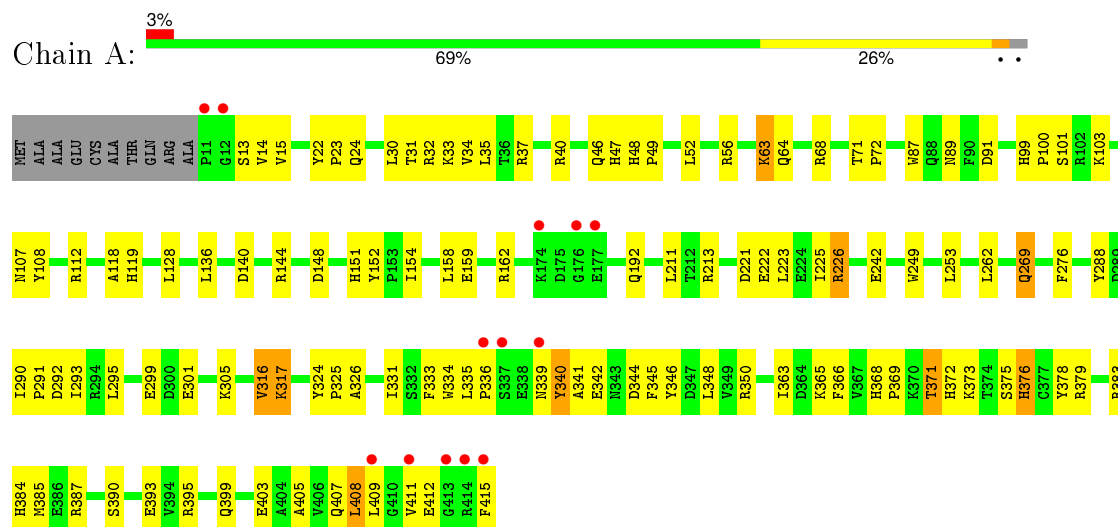 3%
Chain A:
69% 26% • •
MET ALA ALA GLU CYS ALA THR GLN ARG ALA P11 G12 S13 V14 V15 Y22 P23 Q24 L30 T31 R32 K33 V34 L35 T36 R37 R40 Q46 H47 H48 P49 L52 R56 K63 Q64 R68 T71 P72 W87 Q88 N89 F90 D91 H99 P100 S101 R102 K103
N107 Y108 R112 A118 H119 L128 L136 D140 R144 D148 H151 Y152 P153 I154 L158 E159 R162 K174 D175 G176 E177 Q192 L211 T212 R213 D221 E222 L223 E224 I225 R226 E242 W249 L253 L262 Q269 F276 Y288
I290 P291 D292 I293 R294 L295 E299 D300 E301 K305 V316 K317 Y324 P325 A326 I331 S332 F333 W334 L335 P336 S337 E338 N339 Y340 A341 E342 N343 D344 F345 Y346 D347 L348 V349 R350 I363 D364 K365 F366 V367 H368 P369 K370 T371 H372 K373 T374 S375 H376 C377 Y378 R379
H384 M385 E386 R387 S390 E393 V394 R395 Q399 E403 A404 A405 V406 Q407 L408 L409 G410 V411 E412 G413 R414 F415